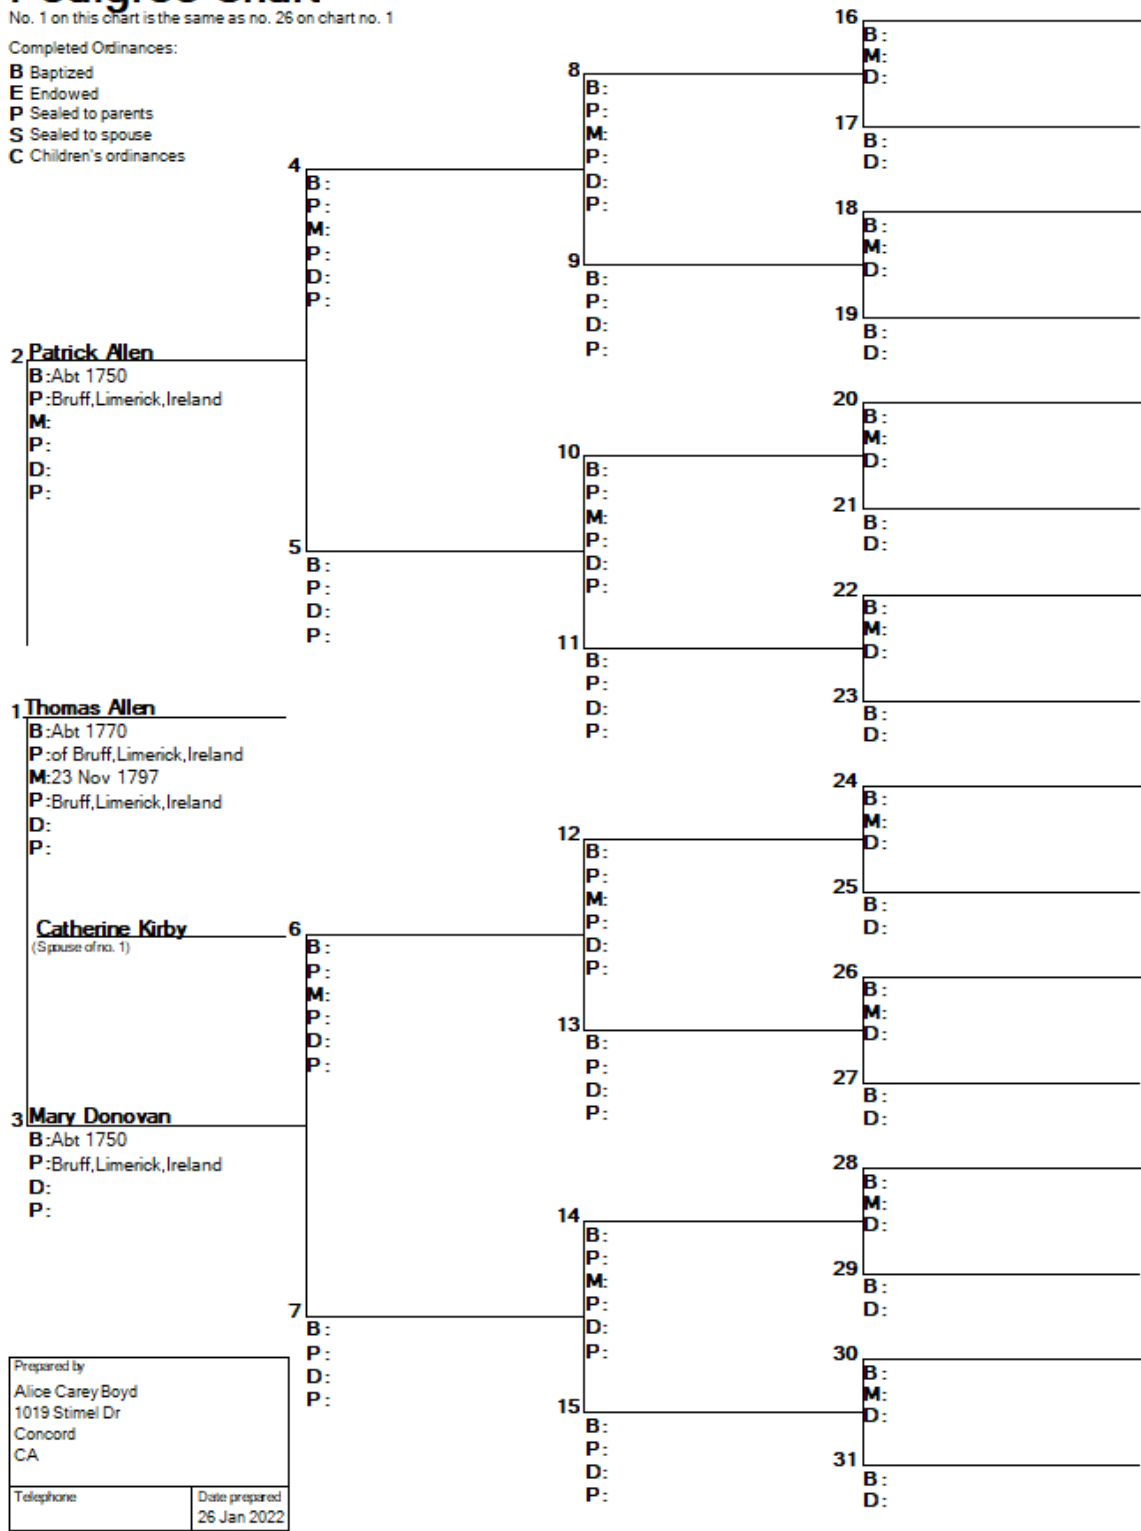 Pedigree Chart
No. 1 on this chart is the same as no. 26 on chart no. 1
Completed Ordinances:
B Baptized
E Endowed
P Sealed to parents
S Sealed to spouse
C Children's ordinances
2 Patrick Allen
B:Abt 1750
P:Bruff,Limerick,Ireland
M:
P:
D:
P:
1 Thomas Allen
B:Abt 1770
P:of Bruff,Limerick,Ireland
M:23 Nov 1797
P:Bruff,Limerick,Ireland
D:
P:
Catherine Kirby
(Spouse of no. 1)
3 Mary Donovan
B:Abt 1750
P:Bruff,Limerick,Ireland
D:
P:
4
B:
P:
M:
P:
D:
P:
5
B:
P:
D:
P:
6
B:
P:
M:
P:
D:
P:
7
B:
P:
D:
P:
8
B:
P:
M:
P:
D:
P:
9
B:
P:
D:
P:
10
B:
P:
M:
P:
D:
P:
11
B:
P:
D:
P:
12
B:
P:
M:
P:
D:
P:
13
B:
P:
D:
P:
14
B:
P:
M:
P:
D:
P:
15
B:
P:
D:
P:
16
B:
M:
D:
17
B:
D:
18
B:
M:
D:
19
B:
D:
20
B:
M:
D:
21
B:
D:
22
B:
M:
D:
23
B:
D:
24
B:
M:
D:
25
B:
D:
26
B:
M:
D:
27
B:
D:
28
B:
M:
D:
29
B:
D:
30
B:
M:
D:
31
B:
D:
Prepared by
Alice Carey Boyd
1019 Stimel Dr
Concord
CA
Telephone
Date prepared
26 Jan 2022